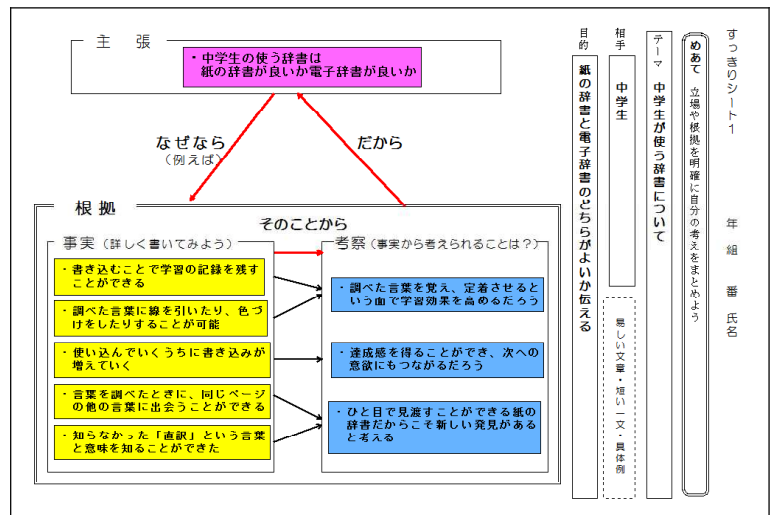 すっきりシート1　年　組　番　氏名
めあて　立場や根拠を明確に自分の考えをまとめよう
テーマ　中学生が使う辞書について
相手　中学生
易しい文章・短い一文・具体例
目的　紙の辞書と電子辞書のどちらがよいか伝える
主　張
・中学生の使う辞書は
紙の辞書が良いか電子辞書が良いか
なぜなら
（例えば）
だから
根拠
そのことから
事実（詳しく書いてみよう）
・書き込むことで学習の記録を残す
ことができる
・調べた言葉に線を引いたり、色づ
けをしたりすることが可能
・使い込んでいくうちに書き込みが
増えていく
・言葉を調べたときに、同じページ
の他の言葉に出会うことができる
・知らなかった「直訳」という言葉
と意味を知ることができた
考察（事実から考えられることは？）
・調べた言葉を覚え、定着させると
いう面で学習効果を高めるだろう
・達成感を得ることができ、次への
意欲にもつながるだろう
・ひと目で見渡すことができる紙の
辞書だからこそ新しい発見がある
と考える